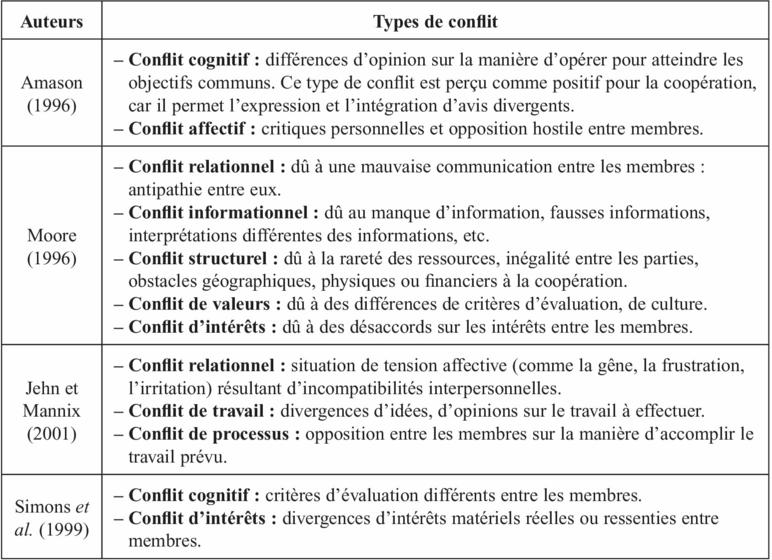 Auteurs
Types de conflit
Amason
(1996)
– Conflit cognitif : différences d’opinion sur la manière d’opérer pour atteindre les
objectifs communs. Ce type de conflit est perçu comme positif pour la coopération,
car il permet l’expression et l’intégration d’avis divergents.
– Conflit affectif : critiques personnelles et opposition hostile entre membres.
Moore
(1996)
– Conflit relationnel : dû à une mauvaise communication entre les membres :
antipathie entre eux.
– Conflit informationnel : dû au manque d’information, fausses informations,
interprétations différentes des informations, etc.
– Conflit structurel : dû à la rareté des ressources, inégalité entre les parties,
obstacles géographiques, physiques ou financiers à la coopération.
– Conflit de valeurs : dû à des différences de critères d’évaluation, de culture.
– Conflit d’intérêts : dû à des désaccords sur les intérêts entre les membres.
Jehn et
Mannix
(2001)
– Conflit relationnel : situation de tension affective (comme la gêne, la frustration,
l’irritation) résultant d’incompatibilités interpersonnelles.
– Conflit de travail : divergences d’idées, d’opinions sur le travail à effectuer.
– Conflit de processus : opposition entre les membres sur la manière d’accomplir le
travail prévu.
Simons et
al. (1999)
– Conflit cognitif : critères d’évaluation différents entre les membres.
– Conflit d’intérêts : divergences d’intérêts matériels réelles ou ressenties entre
membres.